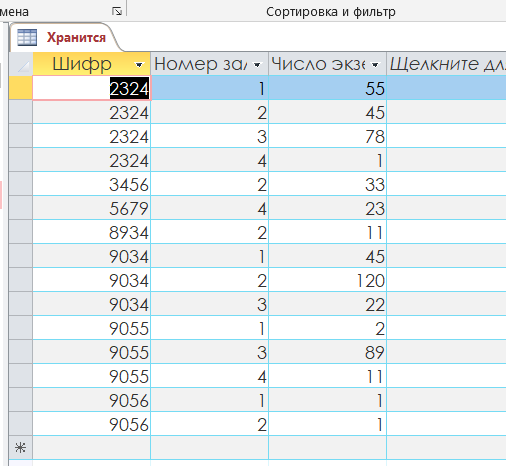 мена
Сортировка и фильтр
Хранится
Шифр Номер зал Число экзе Щелкните дл
2324 1 55
2324 2 45
2324 3 78
2324 4 1
3456 2 33
5679 4 23
8934 2 11
9034 1 45
9034 2 120
9034 3 22
9055 1 2
9055 3 89
9055 4 11
9056 1 1
9056 2 1